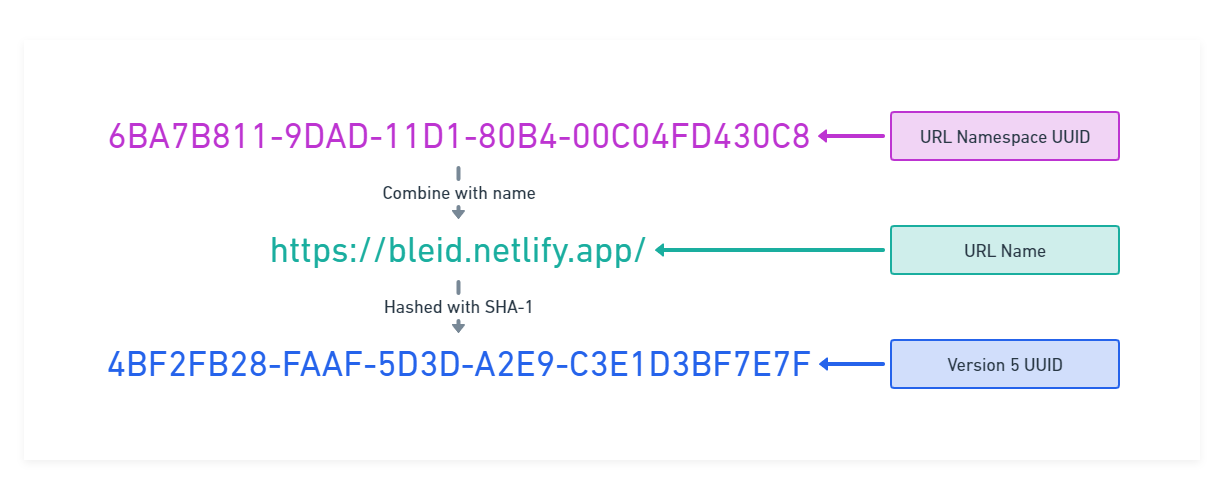 6BA7B811-9DAD-11D1-80B4-00C04FD430C8
URL Namespace UUID
Combine with name
https://bleid.netlify.app/
URL Name
Hashed with SHA-1
4BF2FB28-FAAF-5D3D-A2E9-C3E1D3BF7E7F
Version 5 UUID